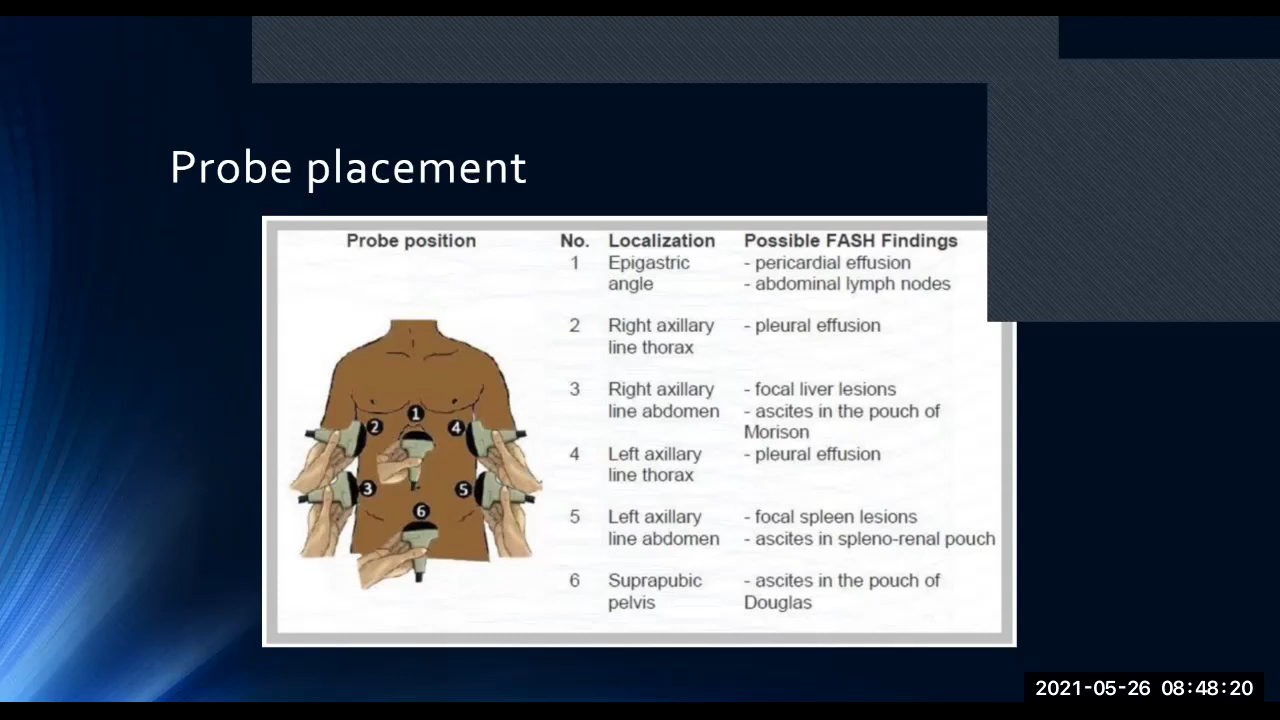 Probe placement
Probe position No. Localization Possible FASH Findings
1 Epigastric - pericardial effusion
angle - abdominal lymph nodes
2 Right axillary - pleural effusion
line thorax
3 Right axillary - focal liver lesions
line abdomen - ascites in the pouch of
Morison
4 Left axillary - pleural effusion
line thorax
5 Left axillary - focal spleen lesions
line abdomen - ascites in spleno-renal pouch
6 Suprapubic - ascites in the pouch of
pelvis Douglas
1
2 4
3 5
6
2021-05-26 08:48:20